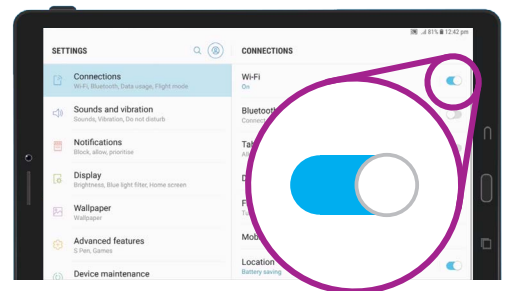 81% 12:42 pm
SETTINGS
CONNECTIONS
Connections
Wi-Fi, Bluetooth, Data usage, Flight mode
Sounds and vibration
Sounds, Vibration, Do not disturb
Notifications
Block, allow, prioritise
Display
Brightness, Blue light filter, Home screen
Wallpaper
Wallpaper
Advanced features
S Pen, Games
Device maintenance
Wi-Fi
On
Bluetooth
Location
Battery saving